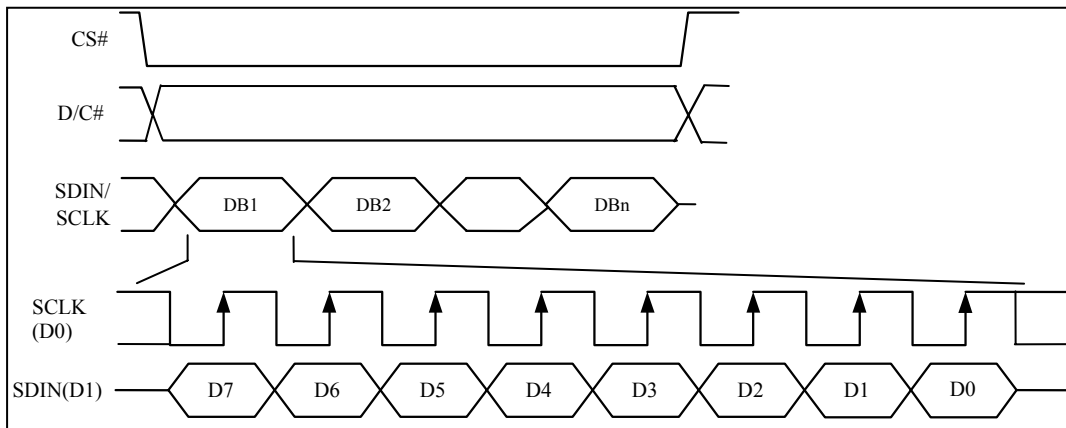 CS#
D/C#
SDIN/
SCLK
DB1 DB2 DBn
SCLK
(D0)
SDIN(D1) D7 D6 D5 D4 D3 D2 D1 D0